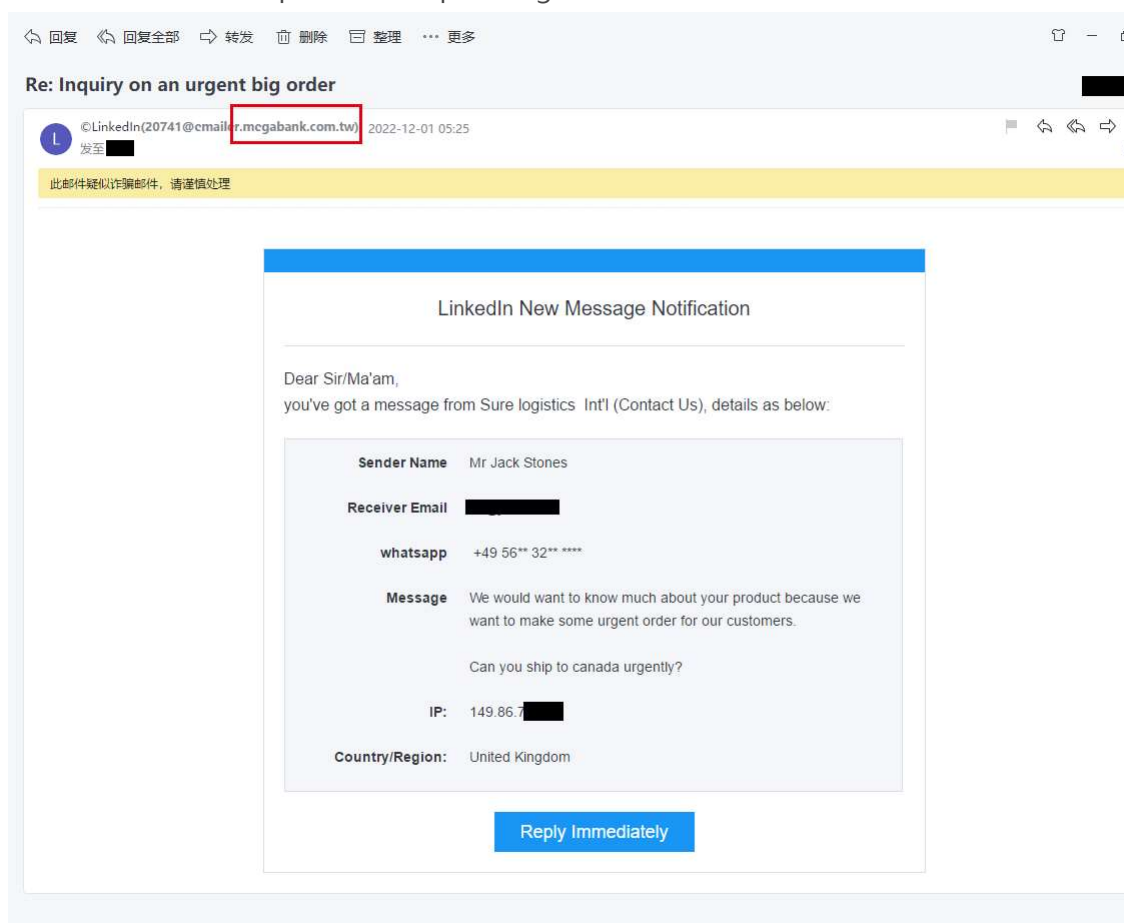 回复 回复全部 转发 删除 整理 ··· 更多
Re: Inquiry on an urgent big order
L
©LinkedIn(20741@emailer.megabank.com.tw) 2022-12-01 05:25
发至
此邮件疑似诈骗邮件，请谨慎处理
LinkedIn New Message Notification
Dear Sir/Ma'am,
you've got a message from Sure logistics Int'l (Contact Us), details as below:
Sender Name Mr Jack Stones
Receiver Email
whatsapp +49 56** 32** ****
Message We would want to know much about your product because we
want to make some urgent order for our customers.
Can you ship to canada urgently?
IP: 149.86.7
Country/Region: United Kingdom
Reply Immediately